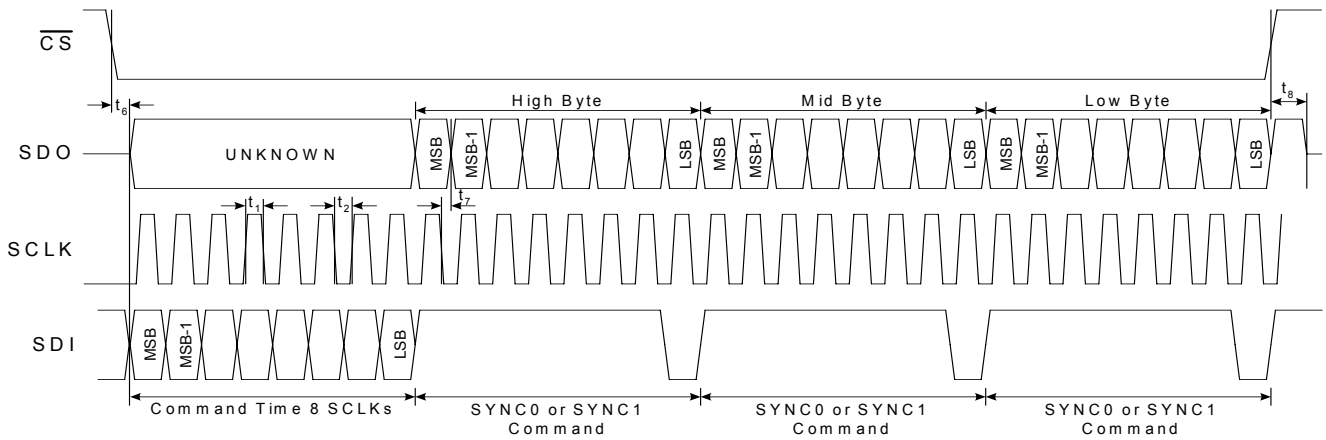 CS
t6
High Byte
Mid Byte
Low Byte
t8
SDO
UNKNOWN
MSB
MSB-1
LSB
MSB
MSB-1
LSB
MSB
MSB-1
LSB
t1
t2
t7
SCLK
SDI
MSB
MSB-1
LSB
Command Time 8 SCLKs
SYNC0 or SYNC1
Command
SYNC0 or SYNC1
Command
SYNC0 or SYNC1
Command